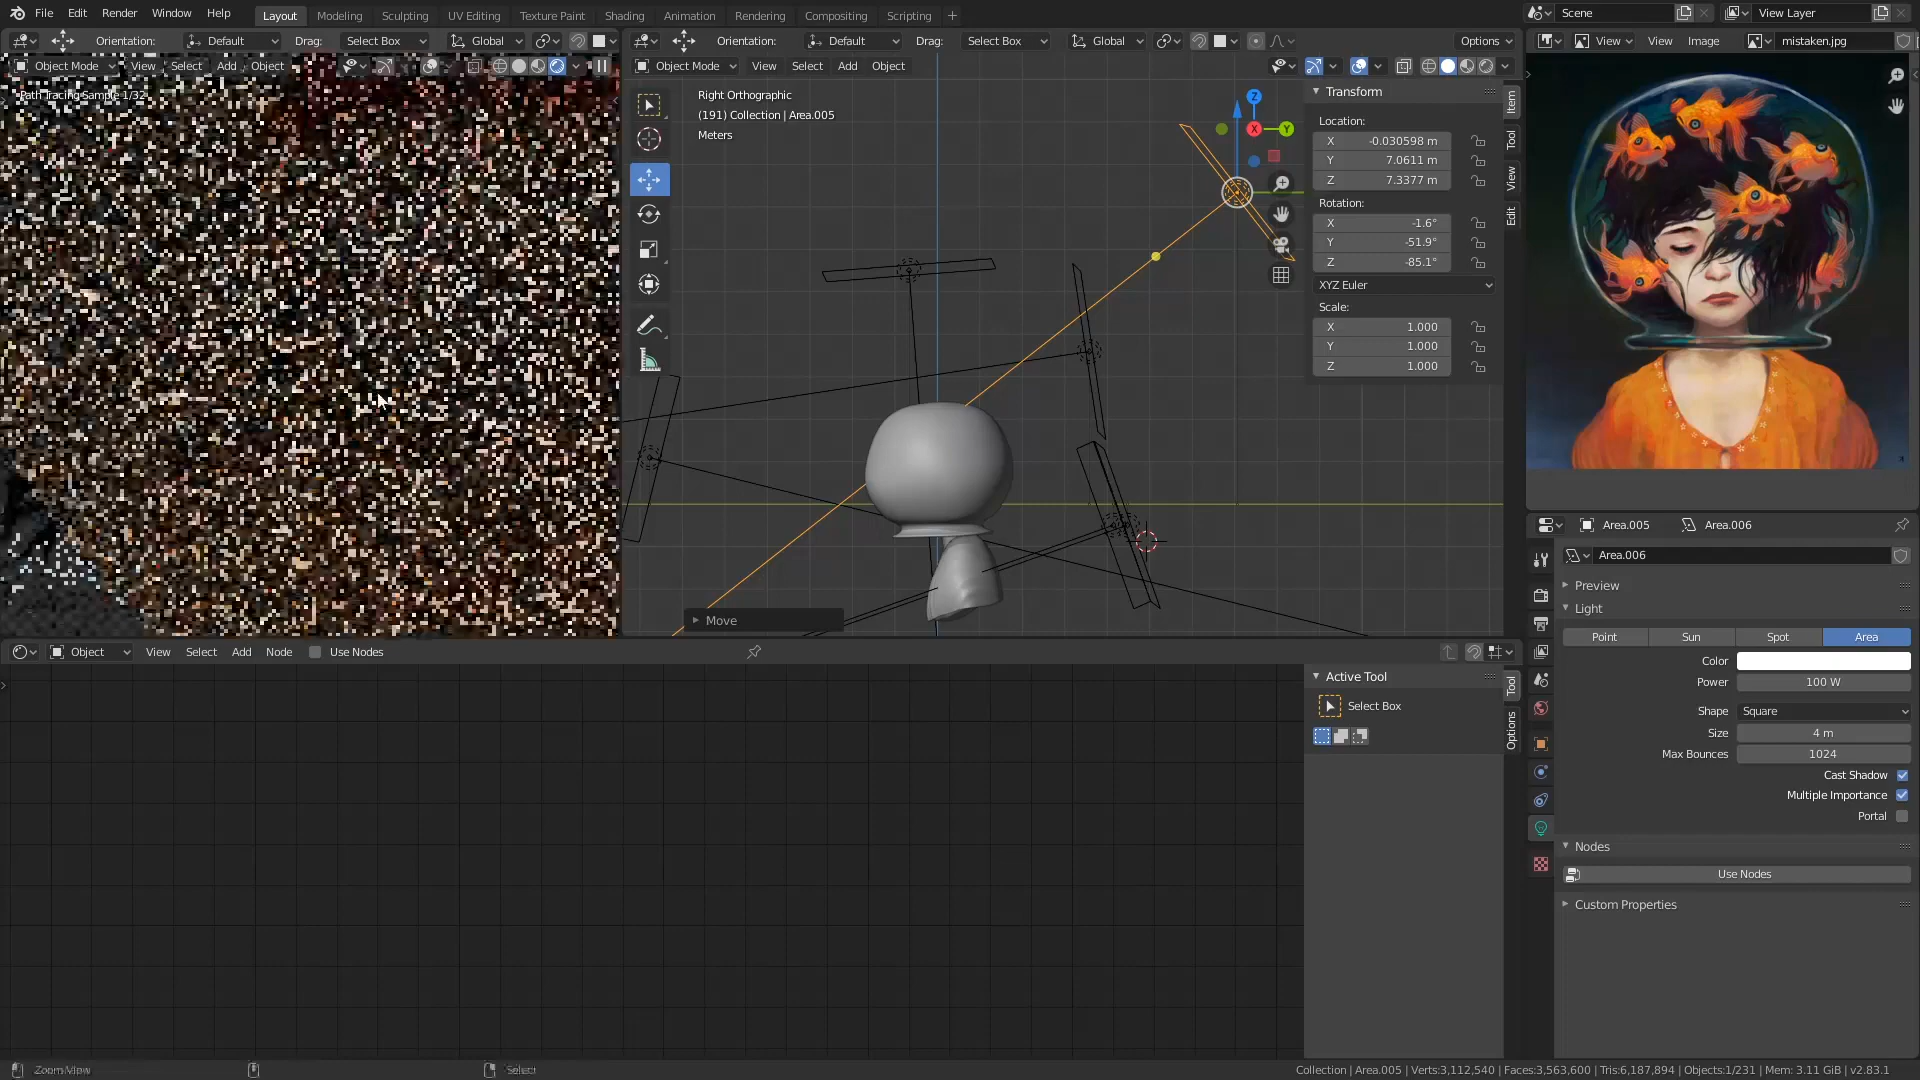 File Edit Render Window Help Layout Modeling Sculpting UV Editing Texture Paint Shading Animation Rendering Compositing Scripting + Scene View Layer
Orientation: Default Drag: Select Box Global
Orientation: Default Drag: Select Box Global Options
View View Image mistaken.jpg
Object Mode View Select Add Object
Object Mode View Select Add Object
Path Tracing Sample 1/32
Right Orthographic
(191) Collection | Area.005
Meters
Z
X
Y
Transform
Location:
X -0.030598 m
Y 7.0611 m
Z 7.3377 m
Rotation:
X -1.6°
Y -51.9°
Z -85.1°
XYZ Euler
Scale:
X 1.000
Y 1.000
Z 1.000
Item
Tool
View
Edit
Move
Area.005 Area.006
Area.006
Preview
Light
Point Sun Spot Area
Color
Power 100 W
Shape Square
Size 4 m
Max Bounces 1024
Cast Shadow
Multiple Importance
Portal
Nodes
Use Nodes
Custom Properties
Object View Select Add Node Use Nodes
Active Tool
Select Box
Tool
Options
Select
Collection | Area.005 | Verts:3,112,540 | Faces:3,563,600 | Tris:6,187,894 | Objects:1/231 | Mem: 3.11 GiB | v2.83.1